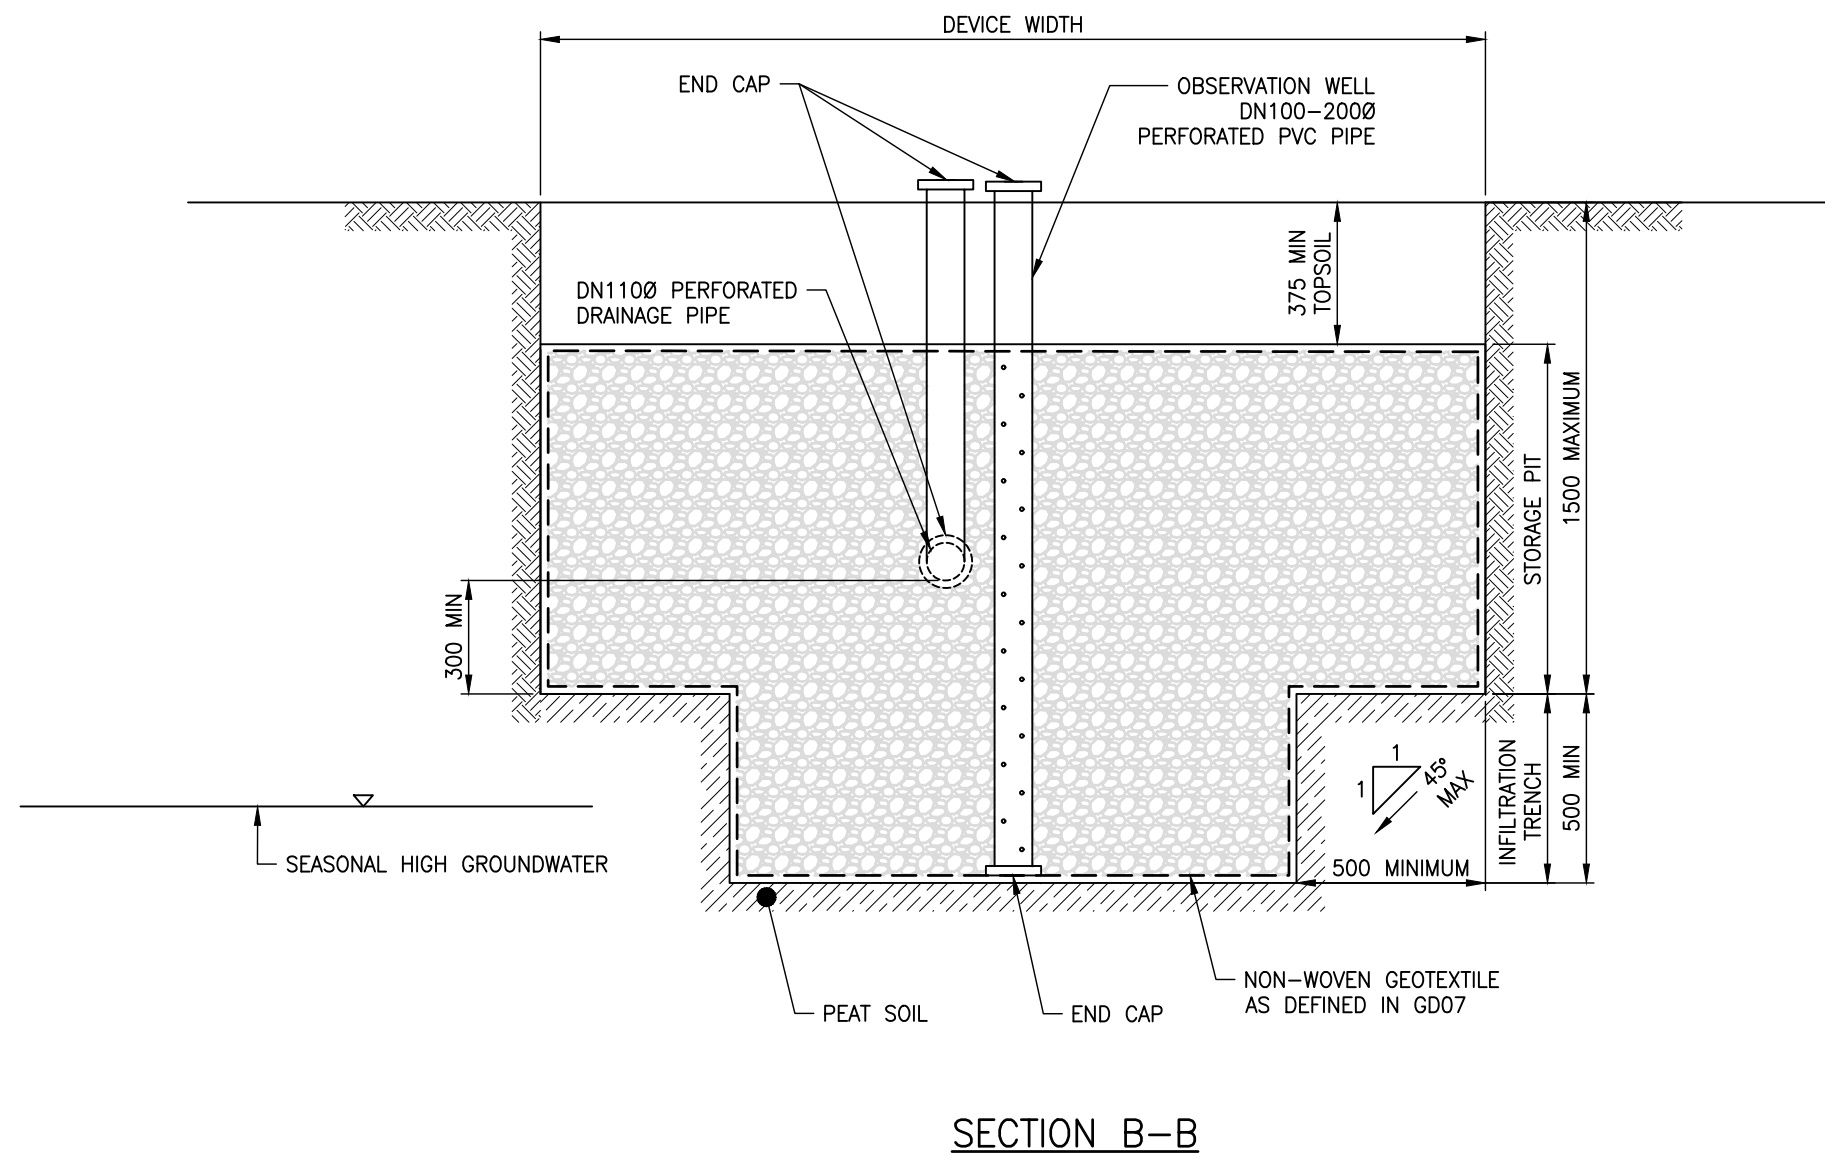 DEVICE WIDTH
END CAP
OBSERVATION WELL
DN100-200Ø
PERFORATED PVC PIPE
DN110Ø PERFORATED
DRAINAGE PIPE
375 MIN
TOPSOIL
STORAGE PIT
1500 MAXIMUM
300 MIN
1
1
45°
MAX
INFILTRATION
TRENCH
500 MIN
500 MINIMUM
SEASONAL HIGH GROUNDWATER
NON-WOVEN GEOTEXTILE
AS DEFINED IN GD07
PEAT SOIL
END CAP
SECTION B-B